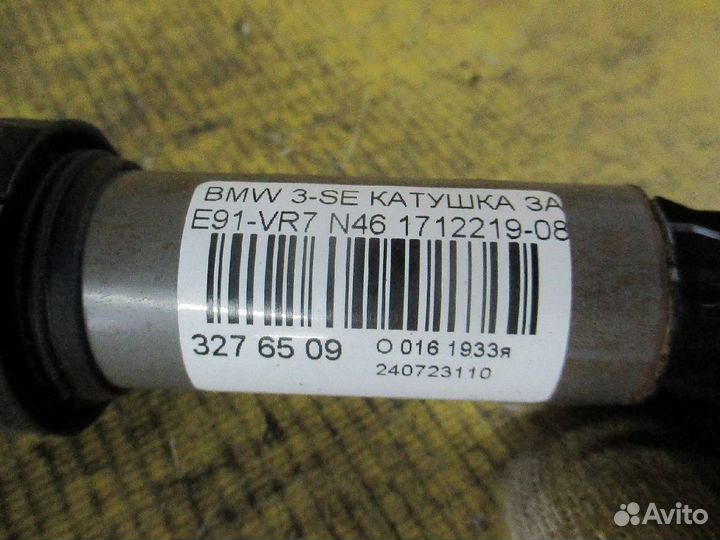 BMW 3-SE КАТУШКА ЗА
E91-VR7 N46 1712219-08
327 65 09 O 016 1933я
240723110
Avito